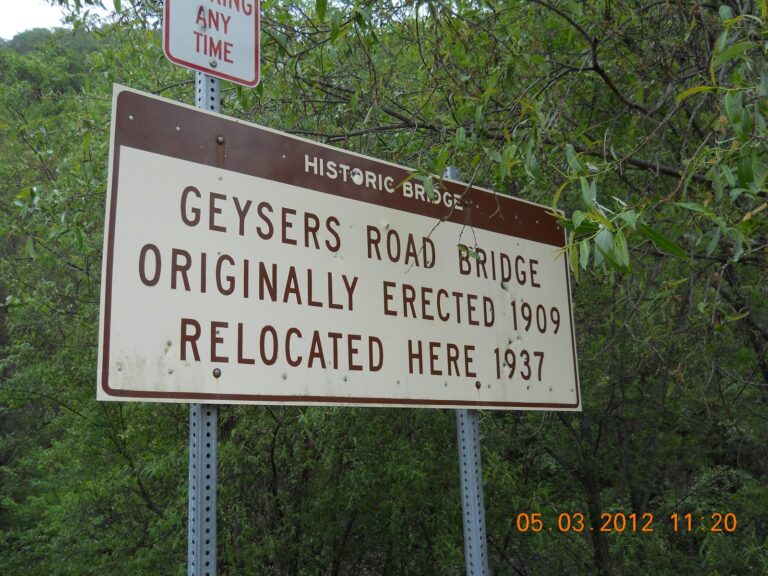 ANY
TIME
HISTORIC BRIDGE
GEYSERS ROAD BRIDGE
ORIGINALLY ERECTED 1909
RELOCATED HERE 1937
05.03.2012 11:20